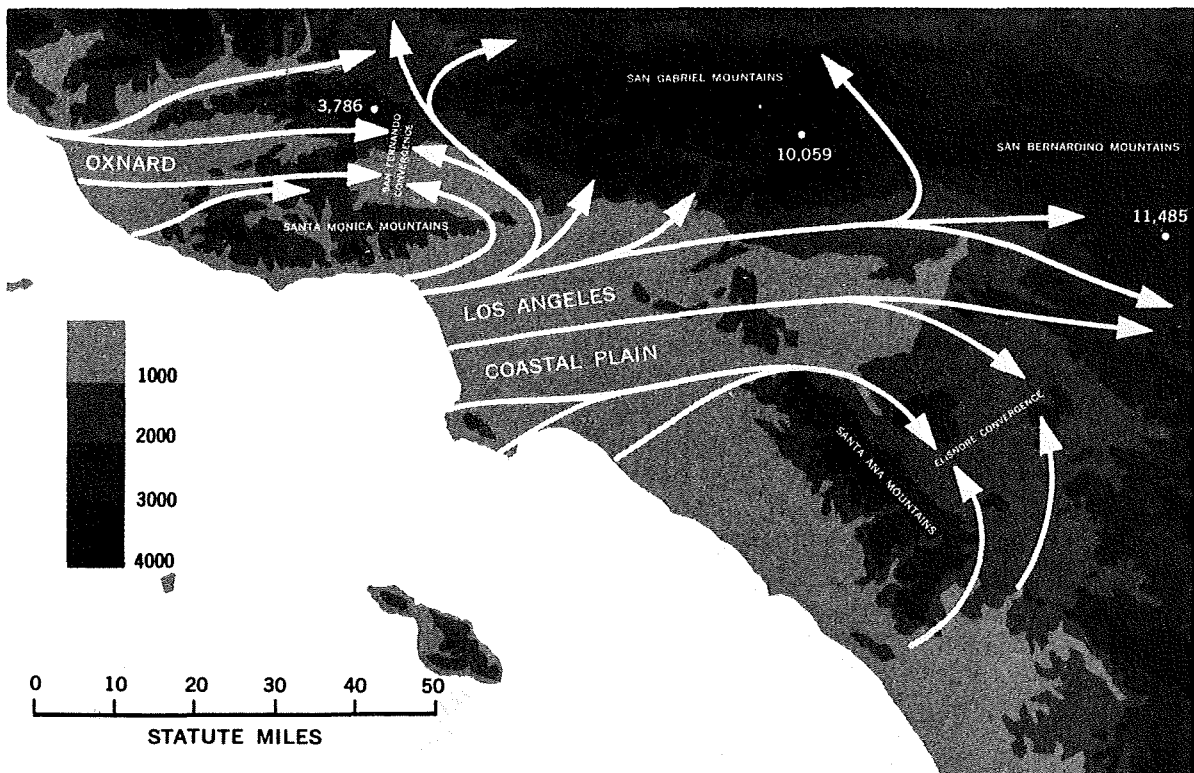 SAN GABRIEL MOUNTAINS
3,786
10,059
SAN FERNANDO
CONVERGENCE
SAN BERNARDINO MOUNTAINS
OXNARD
11,485
SANTA MONICA MOUNTAINS
LOS ANGELES
COASTAL PLAIN
1000
2000
3000
4000
ELISNORE CONVERGENCE
SANTA ANA MOUNTAINS
0 10 20 30 40 50
STATUTE MILES